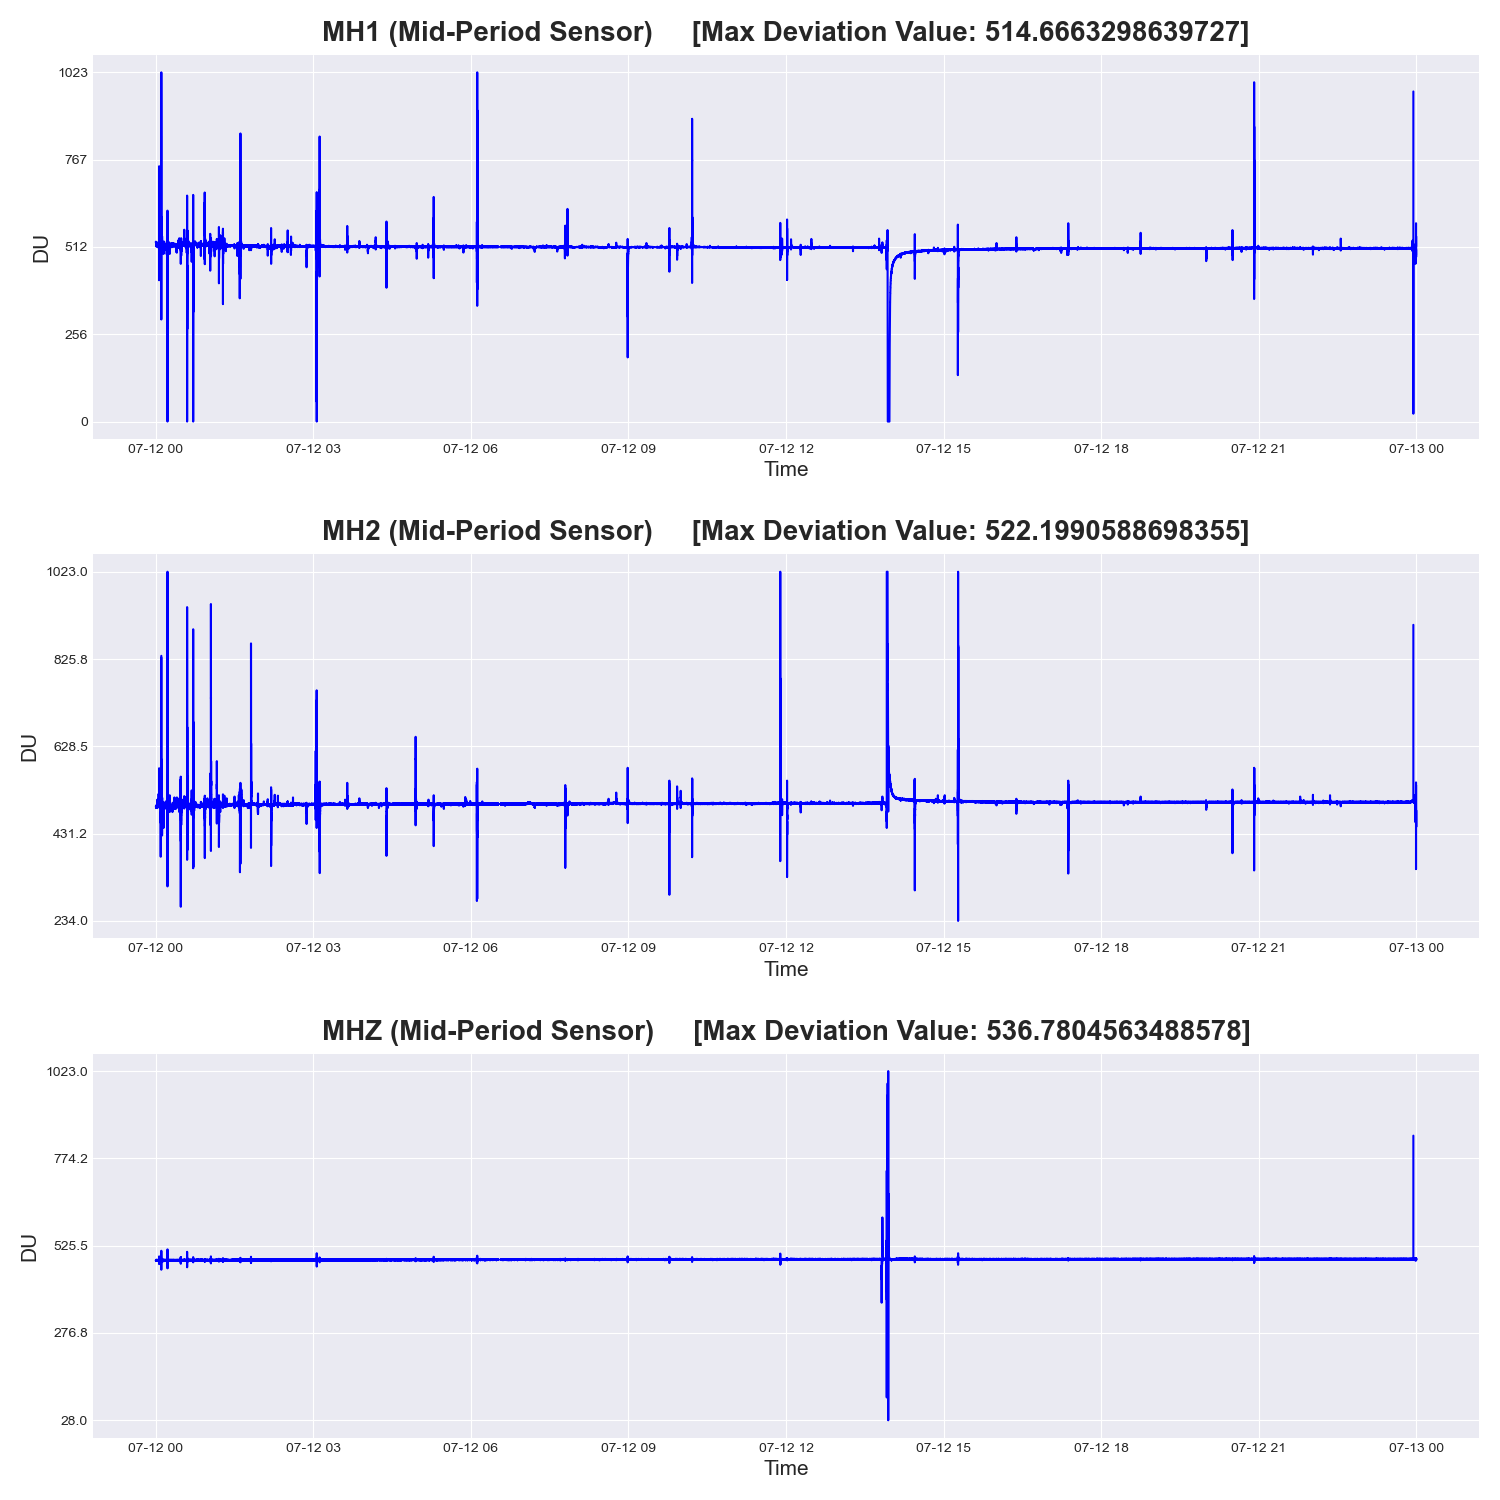 MH1 (Mid-Period Sensor) [Max Deviation Value: 514.6663298639727]
1023
767
512
256
0
DU
07-12 00 07-12 03 07-12 06 07-12 09 07-12 12 07-12 15 07-12 18 07-12 21 07-13 00
Time
MH2 (Mid-Period Sensor) [Max Deviation Value: 522.1990588698355]
1023.0
825.8
628.5
431.2
234.0
DU
07-12 00 07-12 03 07-12 06 07-12 09 07-12 12 07-12 15 07-12 18 07-12 21 07-13 00
Time
MHZ (Mid-Period Sensor) [Max Deviation Value: 536.7804563488578]
1023.0
774.2
525.5
276.8
28.0
DU
07-12 00 07-12 03 07-12 06 07-12 09 07-12 12 07-12 15 07-12 18 07-12 21 07-13 00
Time